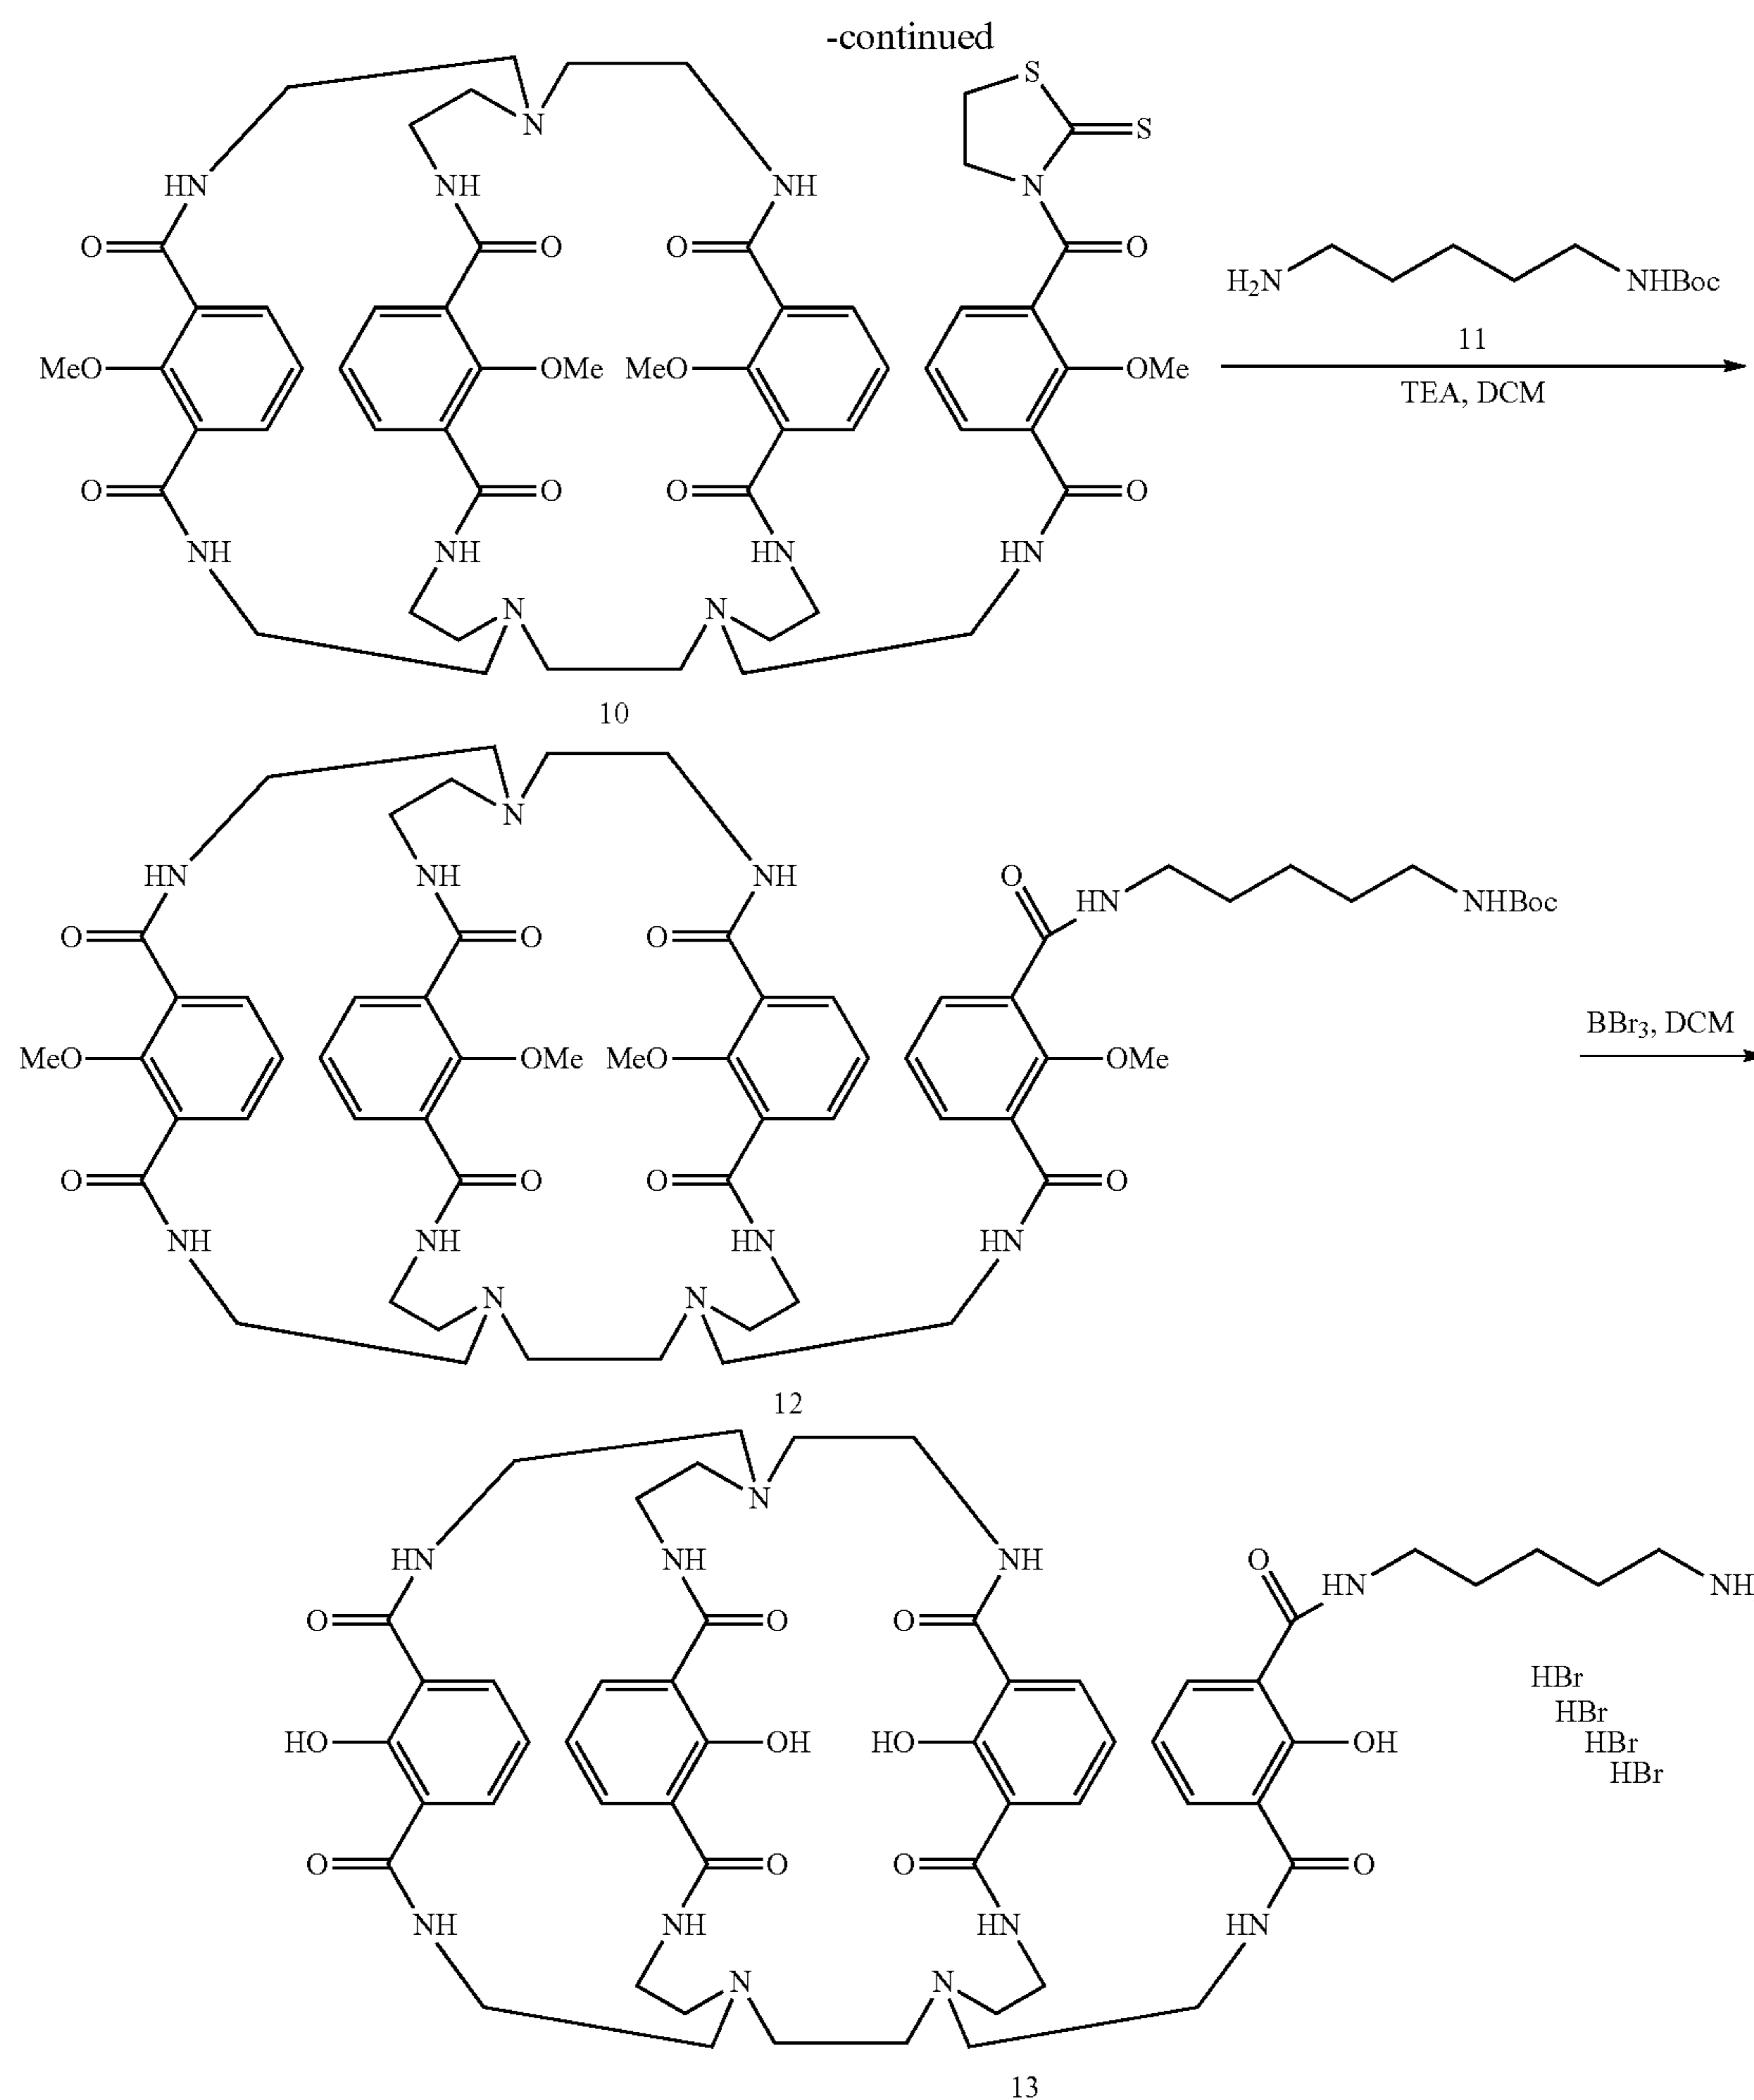 -continued
S
N
S
HN NH NH N
O O O O
H₂N NHBoc
11
MeO OMe MeO OMe
TEA, DCM
O O O O
NH NH HN HN
N N
10
N
O
HN NH NH HN NHBoc
O O O
BBr₃, DCM
MeO OMe MeO OMe
O O O O
NH NH HN HN
N N
12
N
O
HN NH NH HN NH
O O O
HBr
HBr
HO OH HO OH HBr
HBr
O O O O
NH NH HN HN
N N
13